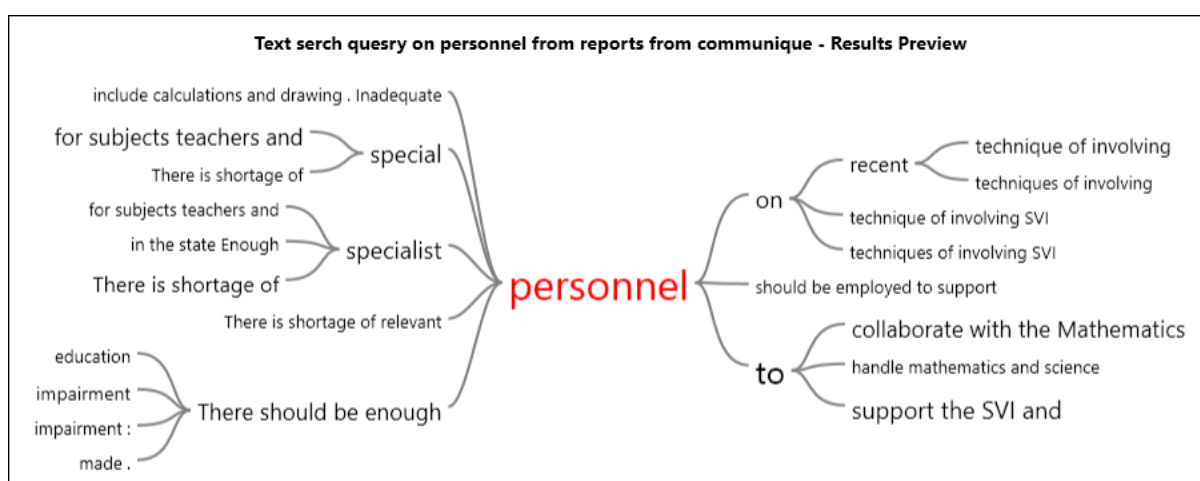 Text serch quesry on personnel from reports from communique - Results Preview
include calculations and drawing . Inadequate
for subjects teachers and
special
There is shortage of
for subjects teachers and
in the state Enough
specialist
There is shortage of
There is shortage of relevant
education
impairment
There should be enough
impairment :
made .
personnel
on
recent
technique of involving
techniques of involving
technique of involving SVI
techniques of involving SVI
should be employed to support
to
collaborate with the Mathematics
handle mathematics and science
support the SVI and